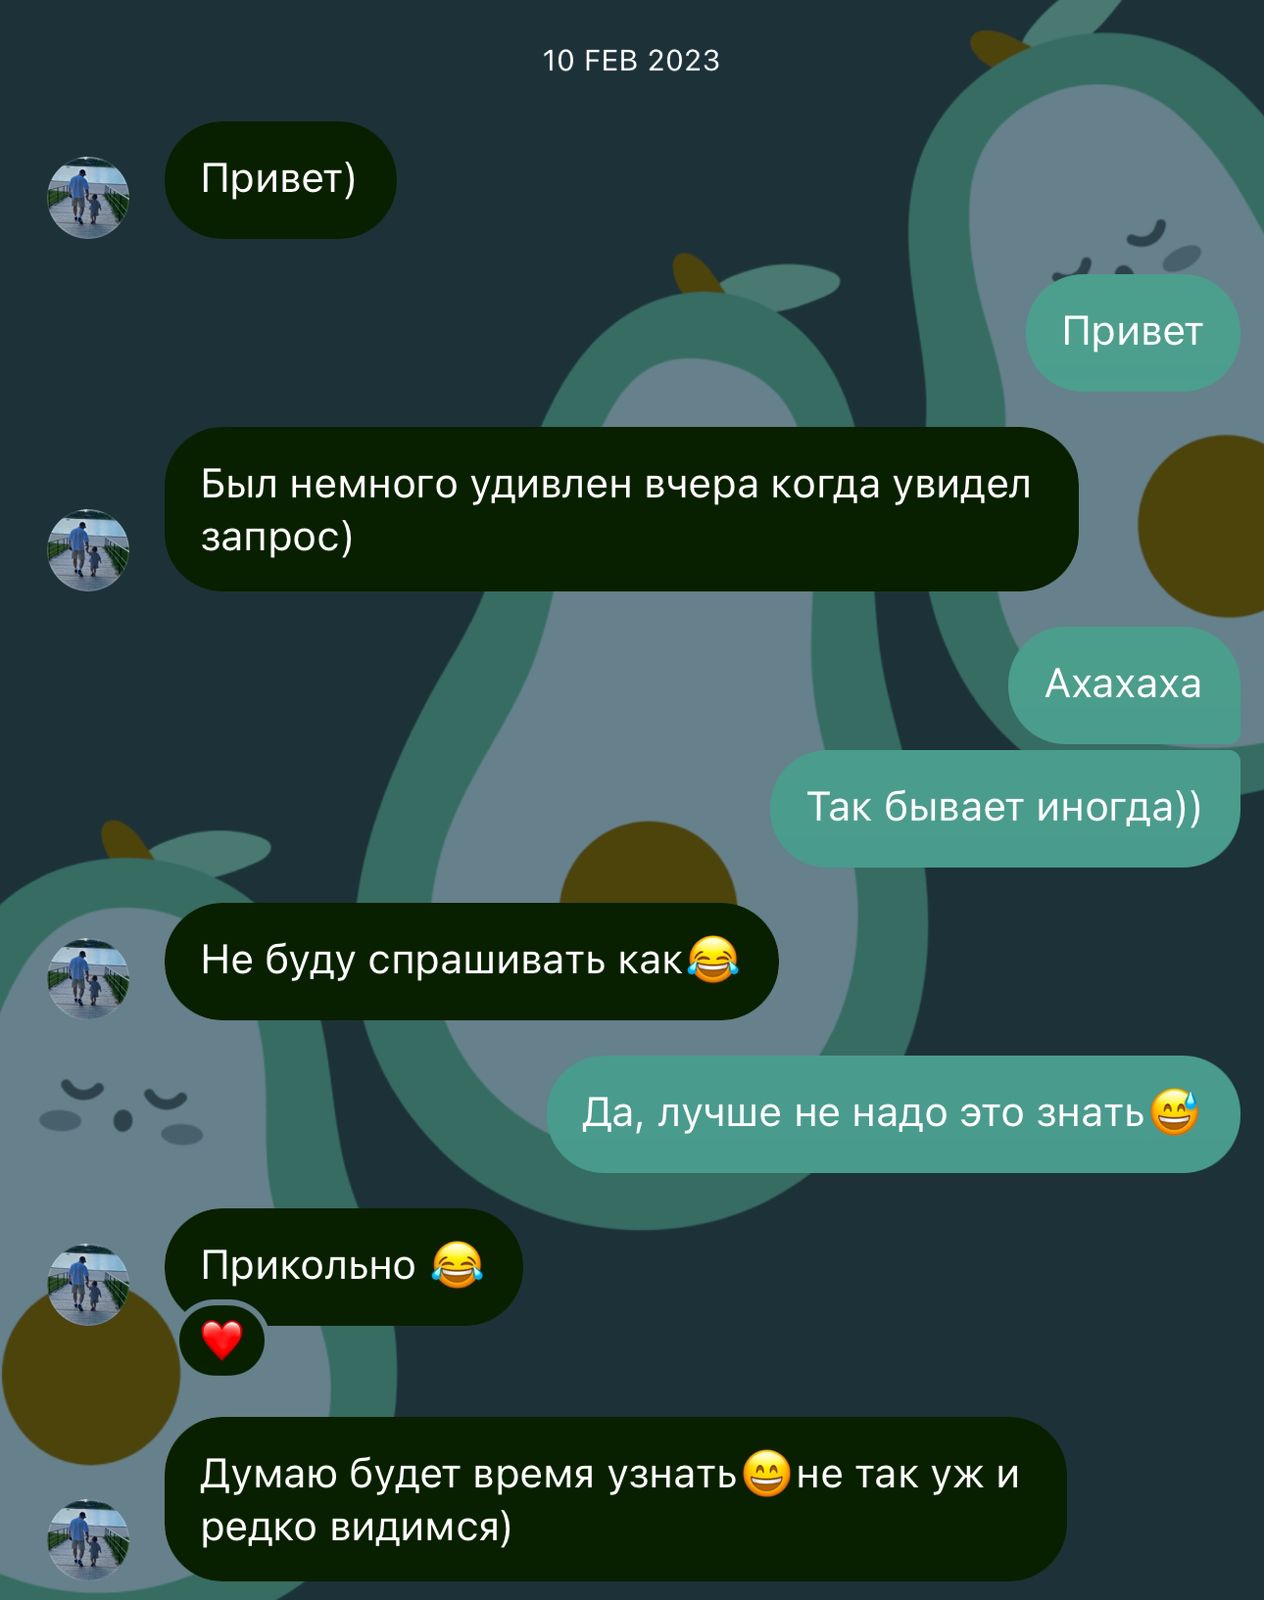 10 FEB 2023
Привет)
Привет
Был немного удивлен вчера когда увидел
запрос)
Ахахаха
Так бывает иногда))
Не буду спрашивать как😂
Да, лучше не надо это знать😅
Прикольно 😂
❤️
Думаю будет время узнать😄не так уж и
редко видимся)